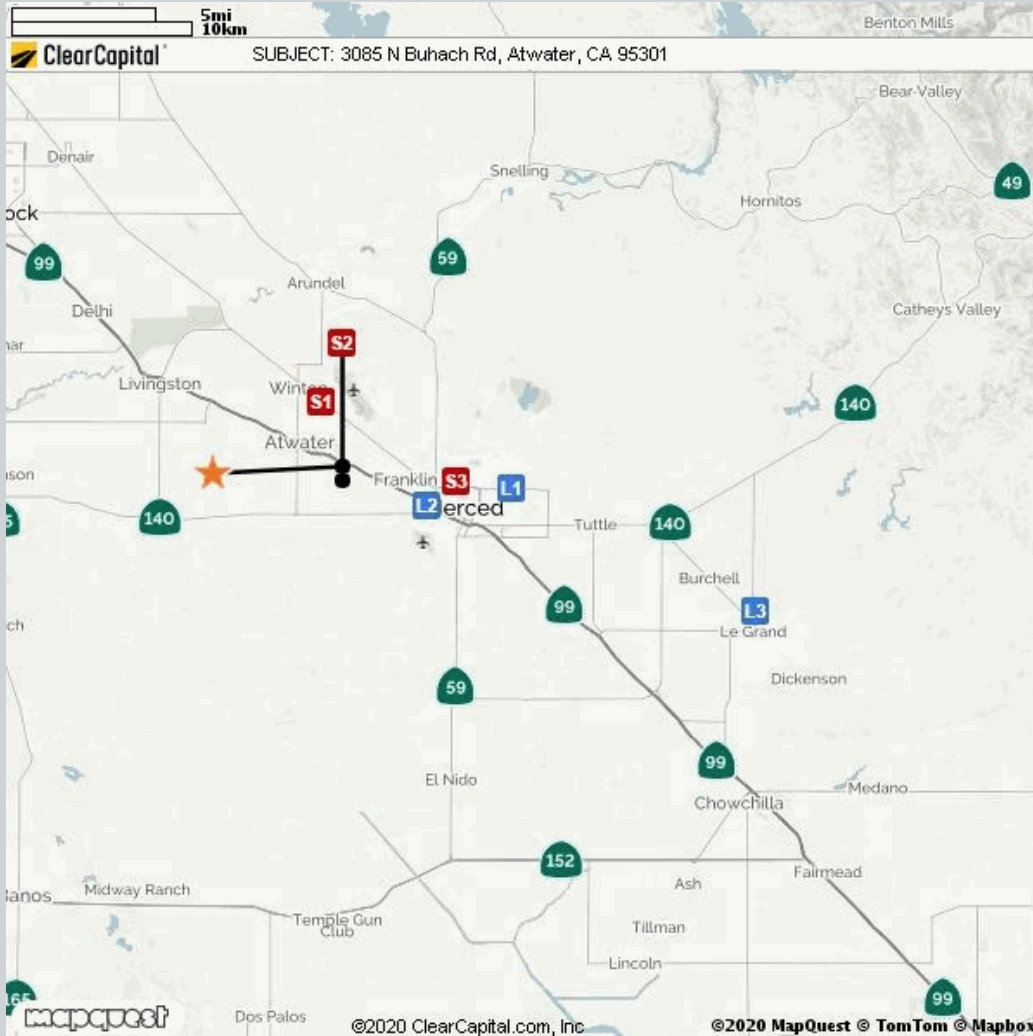 5mi
10km
Benton Mills
ClearCapital
SUBJECT: 3085 N Buhach Rd, Atwater, CA 95301
Bear Valley
Denair
Snelling
49
Hornitos
ock
99
59
Arundel
Delhi
Catheys Valley
S2
Livingston
Winton
S1
140
Atwater
Franklin
S3
L1
L2
erced
140
Tuttle
140
Burchell
99
L3
Le Grand
Dickenson
59
99
El Nido
Medano
Chowchilla
152
Fairmead
Ash
Midway Ranch
Banos
Temple Gun
Club
Tillman
Lincoln
165
99
mapquest
Dos Palos
©2020 ClearCapital.com, Inc
©2020 MapQuest © TomTom © Mapbox